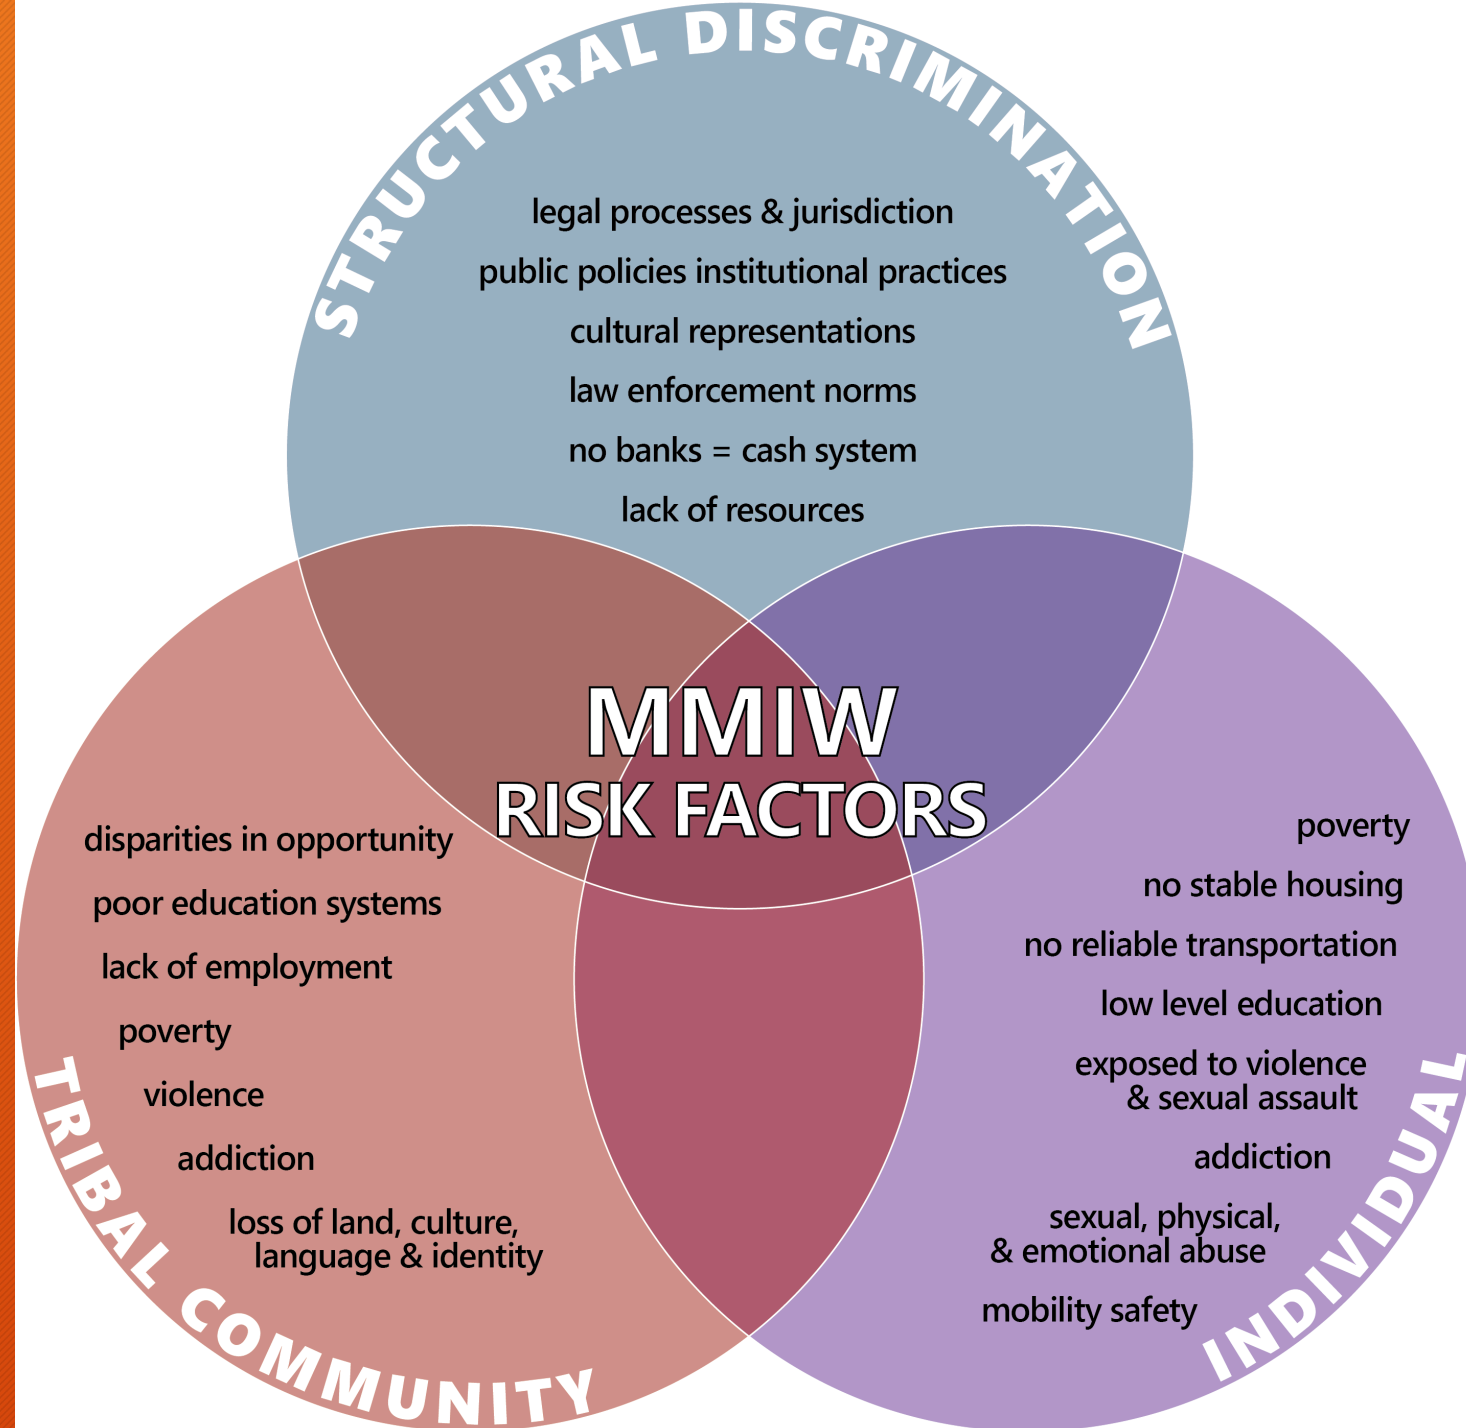 STRUCTURAL DISCRIMINATION
legal processes & jurisdiction
public policies institutional practices
cultural representations
law enforcement norms
no banks = cash system
lack of resources
MMIW
RISK FACTORS
disparities in opportunity
poor education systems
lack of employment
poverty
violence
addiction
loss of land, culture,
language & identity
TRIBAL COMMUNITY
poverty
no stable housing
no reliable transportation
low level education
exposed to violence
& sexual assault
addiction
sexual, physical,
& emotional abuse
mobility safety
INDIVIDUAL